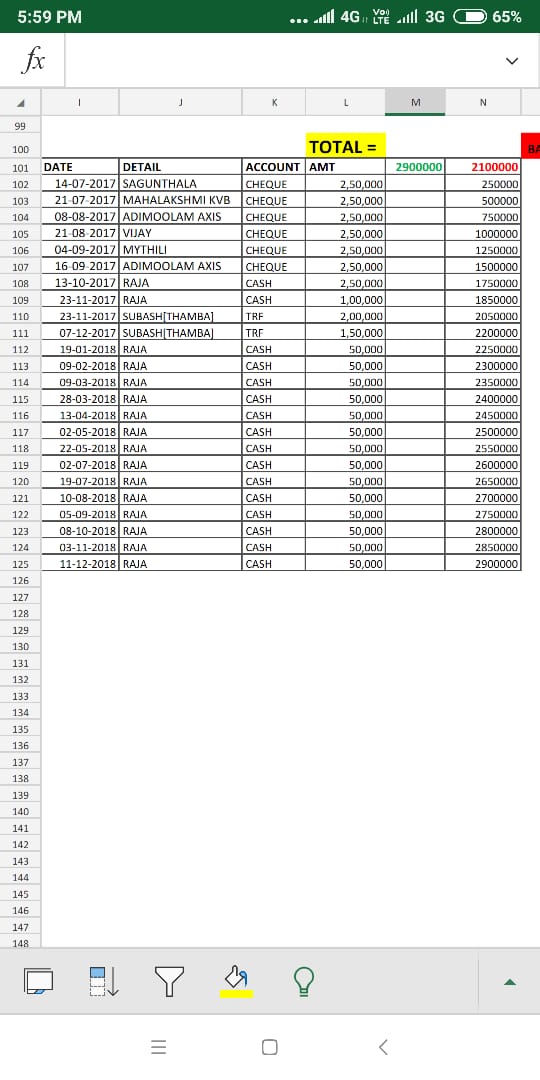 5:59 PM ... 4G Vo)) LTE 3G 65%
fx
I J K L M N
99
100 TOTAL = BA
101 DATE DETAIL ACCOUNT AMT 2900000 2100000
102 14-07-2017 SAGUNTHALA CHEQUE 2,50,000 250000
103 21-07-2017 MAHALAKSHMI KVB CHEQUE 2,50,000 500000
104 08-08-2017 ADIMOOLAM AXIS CHEQUE 2,50,000 750000
105 21-08-2017 VIJAY CHEQUE 2,50,000 1000000
106 04-09-2017 MYTHILI CHEQUE 2,50,000 1250000
107 16-09-2017 ADIMOOLAM AXIS CHEQUE 2,50,000 1500000
108 13-10-2017 RAJA CASH 2,50,000 1750000
109 23-11-2017 RAJA CASH 1,00,000 1850000
110 23-11-2017 SUBASH[THAMBA] TRF 2,00,000 2050000
111 07-12-2017 SUBASH[THAMBA] TRF 1,50,000 2200000
112 19-01-2018 RAJA CASH 50,000 2250000
113 09-02-2018 RAJA CASH 50,000 2300000
114 09-03-2018 RAJA CASH 50,000 2350000
115 28-03-2018 RAJA CASH 50,000 2400000
116 13-04-2018 RAJA CASH 50,000 2450000
117 02-05-2018 RAJA CASH 50,000 2500000
118 22-05-2018 RAJA CASH 50,000 2550000
119 02-07-2018 RAJA CASH 50,000 2600000
120 19-07-2018 RAJA CASH 50,000 2650000
121 10-08-2018 RAJA CASH 50,000 2700000
122 05-09-2018 RAJA CASH 50,000 2750000
123 08-10-2018 RAJA CASH 50,000 2800000
124 03-11-2018 RAJA CASH 50,000 2850000
125 11-12-2018 RAJA CASH 50,000 2900000
126
127
128
129
130
131
132
133
134
135
136
137
138
139
140
141
142
143
144
145
146
147
148